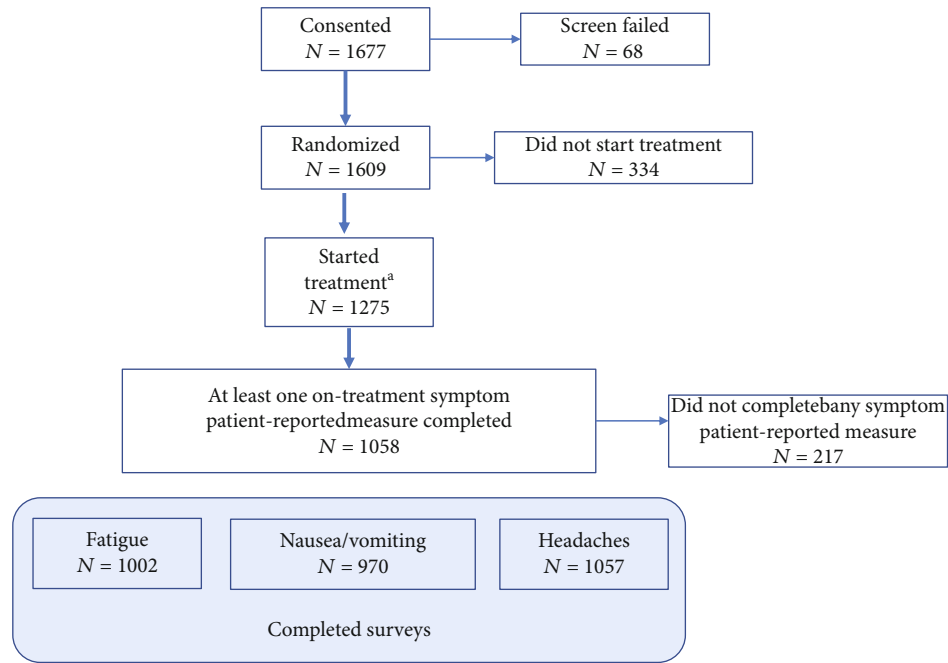 Consented
N = 1677
Screen failed
N = 68
Randomized
N = 1609
Did not start treatment
N = 334
Started
treatmentᵃ
N = 1275
At least one on-treatment symptom
patient-reportedmeasure completed
N = 1058
Did not completebany symptom
patient-reported measure
N = 217
Fatigue
N = 1002
Nausea/vomiting
N = 970
Headaches
N = 1057
Completed surveys